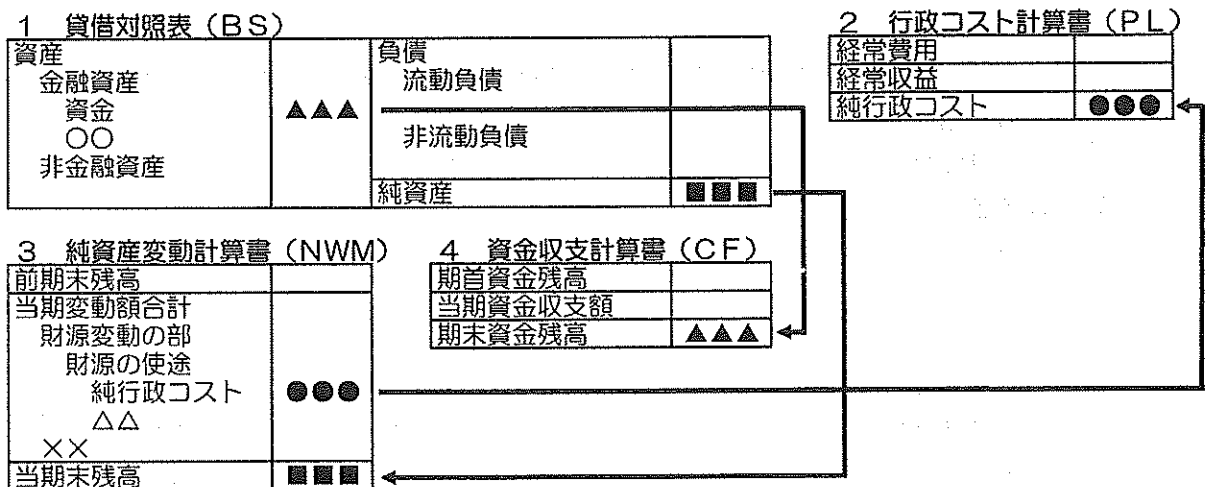 1 貸借対照表（BS）
資産
金融資産
資金 ▲▲▲
○○
非金融資産
負債
流動負債
非流動負債
純資産 ■■■
2 行政コスト計算書（PL）
経常費用
経常収益
純行政コスト ●●●
3 純資産変動計算書（NWM）
前期末残高
当期変動額合計
財源変動の部
財源の使途
純行政コスト ●●●
△△
××
当期末残高 ■■■
4 資金収支計算書（CF）
期首資金残高
当期資金収支額
期末資金残高 ▲▲▲